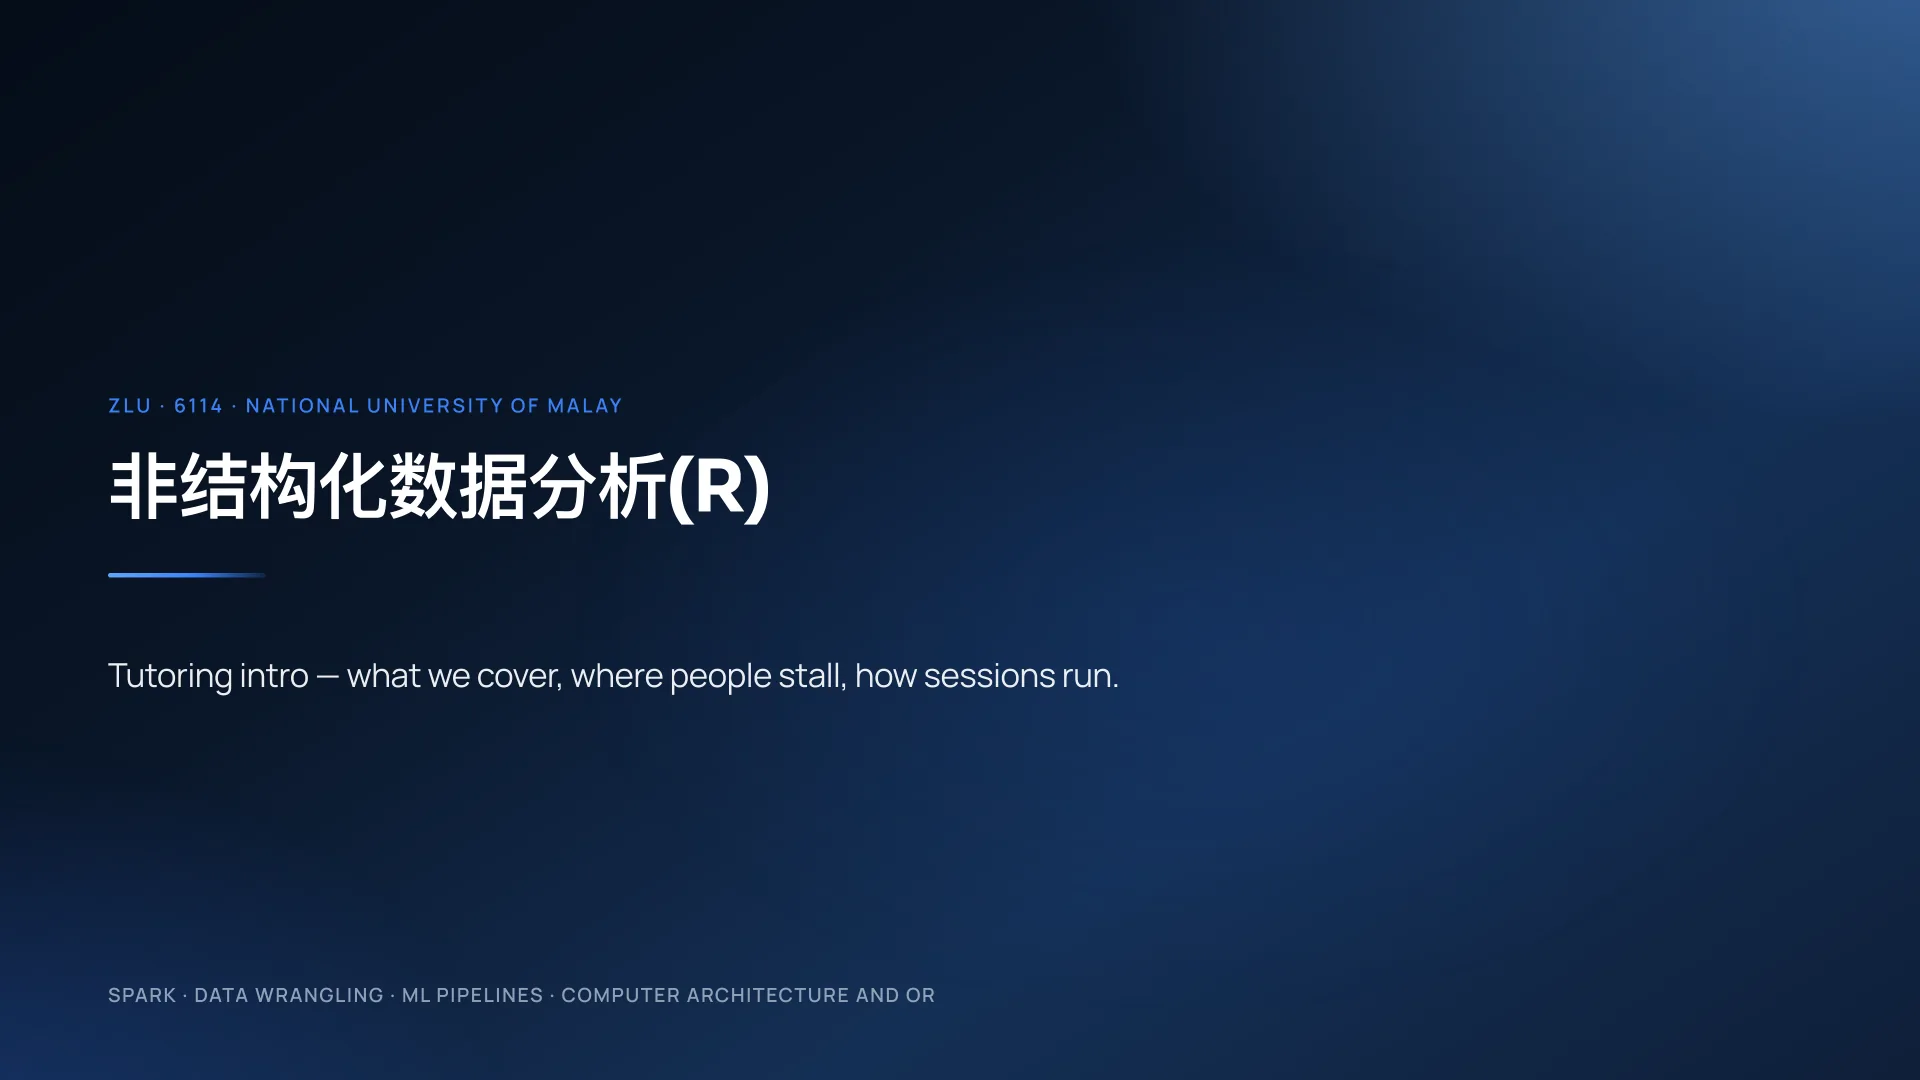 ZLU · 6114 · NATIONAL UNIVERSITY OF MALAY
非结构化数据分析(R)
Tutoring intro — what we cover, where people stall, how sessions run.
SPARK · DATA WRANGLING · ML PIPELINES · COMPUTER ARCHITECTURE AND OR